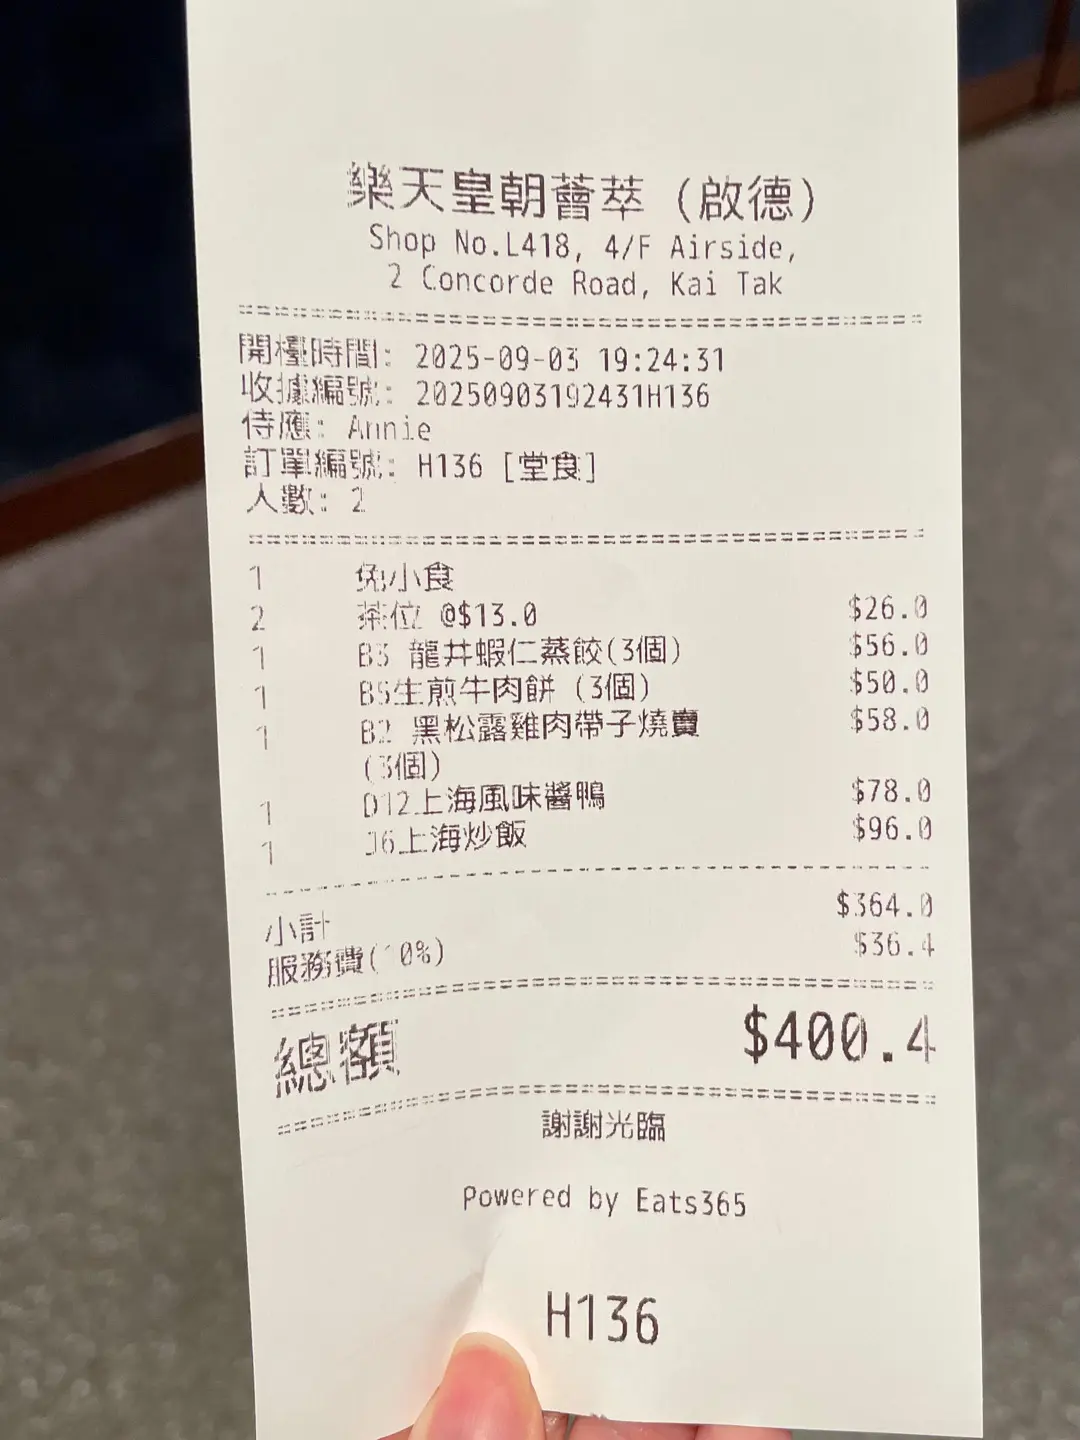 樂天皇朝薈萃 (啟德)
Shop No.L418, 4/F Airside,
2 Concorde Road, Kai Tak
開檯時間: 2025-09-03 19:24:31
收據編號: 20250903192431H136
侍應: Annie
訂單編號: H136 [堂食]
人數: 2
1 免小食
2 茶位 @$13.0 $26.0
1 B3 龍井蝦仁蒸餃(3個) $56.0
1 B5生煎牛肉餅 (3個) $50.0
1 B2 黑松露雞肉帶子燒賣 $58.0
(3個)
1 D12上海風味醬鴨 $78.0
1 J6上海炒飯 $96.0
小計 $364.0
服務費(10%) $36.4
總額 $400.4
謝謝光臨
Powered by Eats365
H136